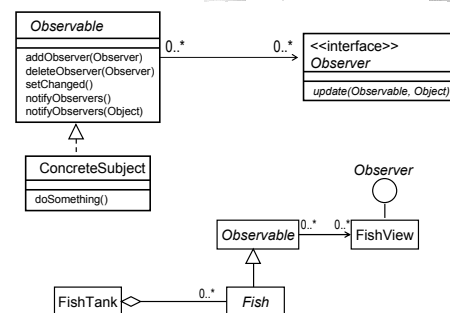 Observable
addObserver(Observer)
deleteObserver(Observer)
setChanged()
notifyObservers()
notifyObservers(Object)
0..*
0..*
<<interface>>
Observer
update(Observable, Object)
ConcreteSubject
doSomething()
Observer
Observable
0..*
0..*
FishView
FishTank
0..*
Fish